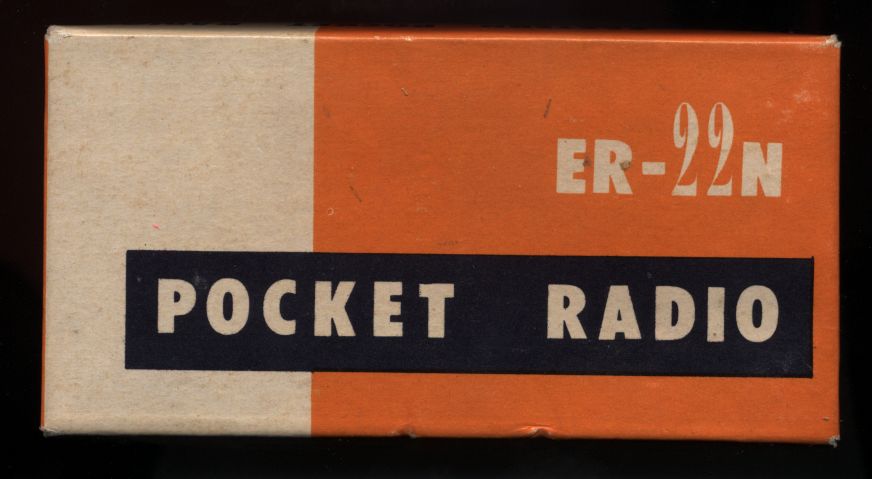 ER-22N
POCKET RADIO